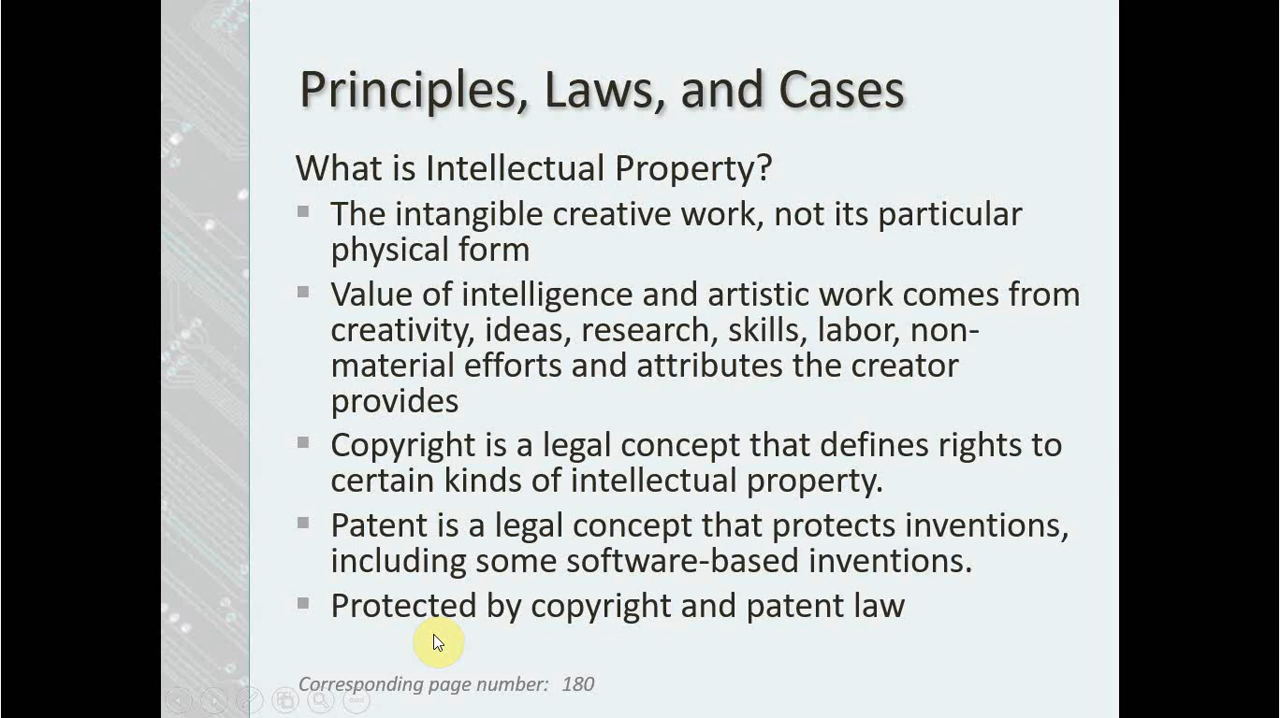 Principles, Laws, and Cases
What is Intellectual Property?
The intangible creative work, not its particular
physical form
Value of intelligence and artistic work comes from
creativity, ideas, research, skills, labor, non-
material efforts and attributes the creator
provides
Copyright is a legal concept that defines rights to
certain kinds of intellectual property.
Patent is a legal concept that protects inventions,
including some software-based inventions.
Protected by copyright and patent law
Corresponding page number: 180